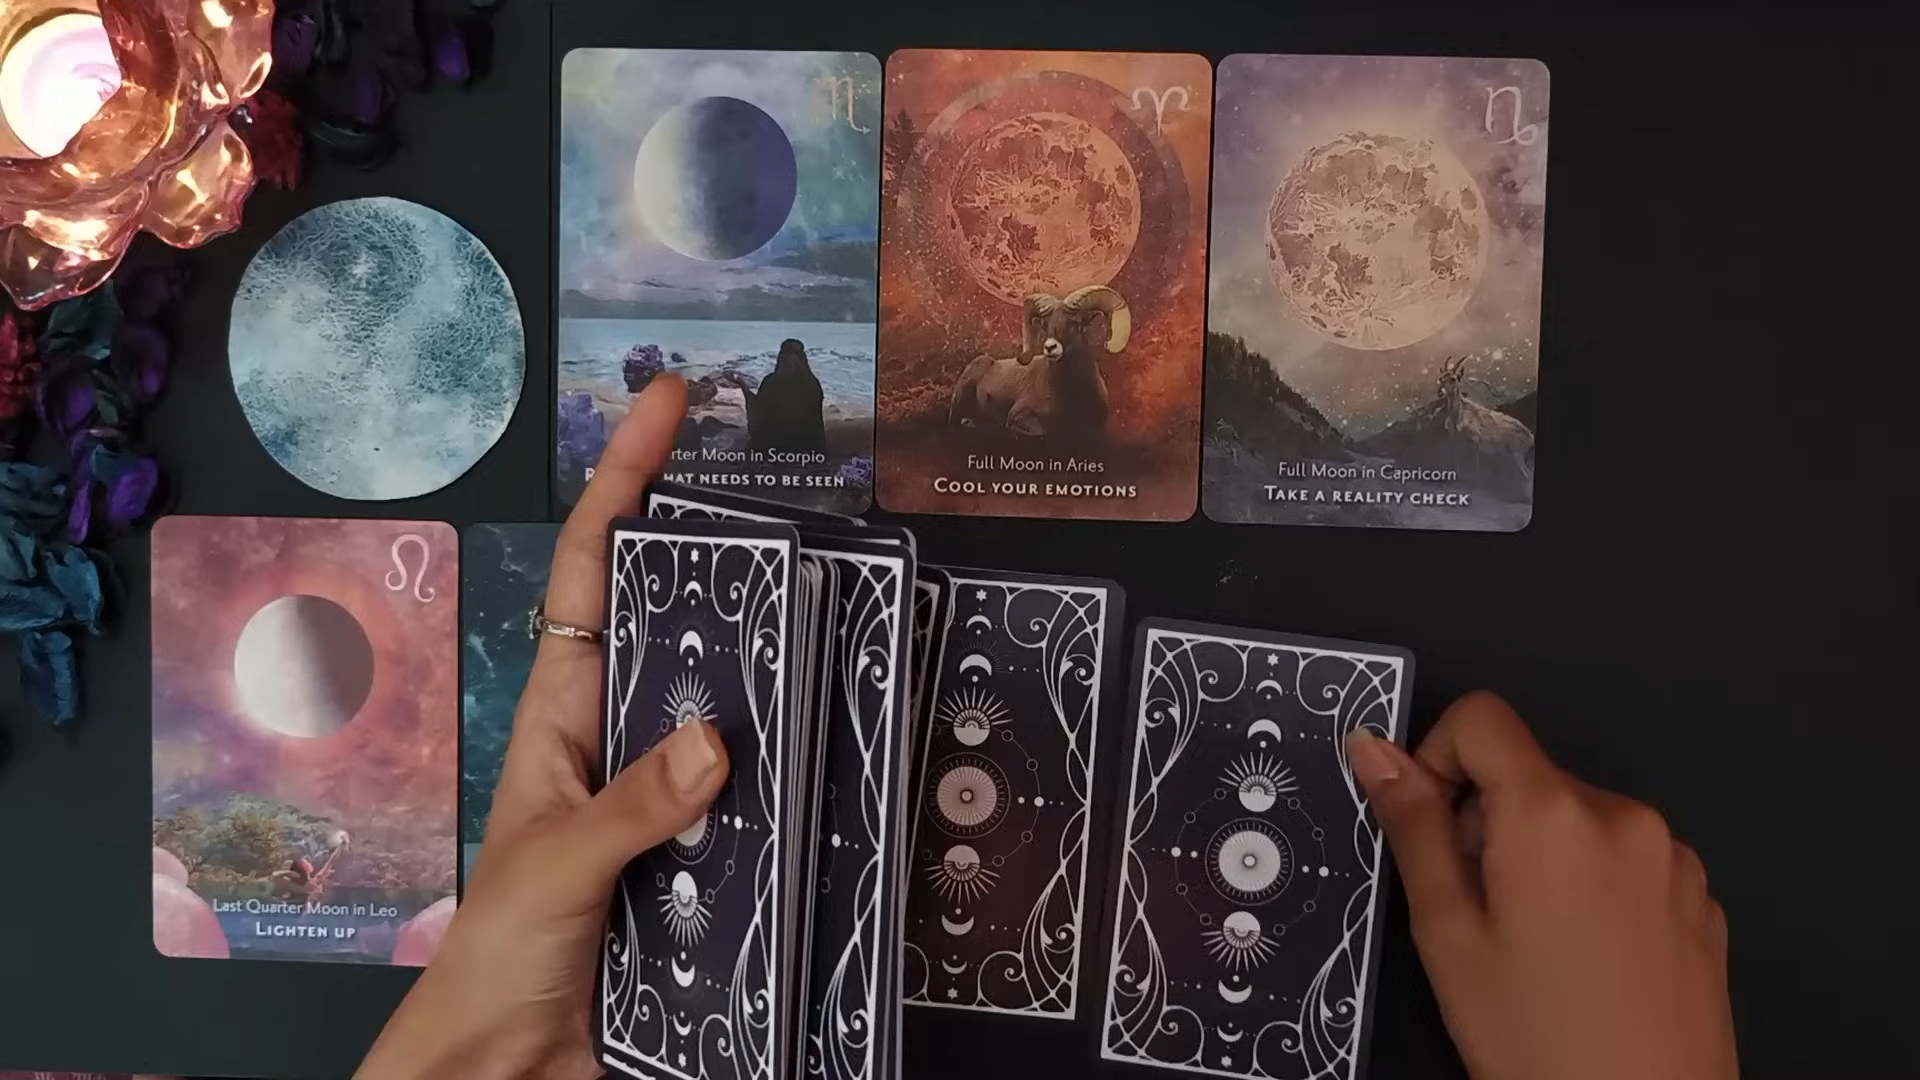 rter Moon in Scorpio
HAT NEEDS TO BE SEEN
Full Moon in Aries
COOL YOUR EMOTIONS
Full Moon in Capricorn
TAKE A REALITY CHECK
Last Quarter Moon in Leo
LIGHTEN UP